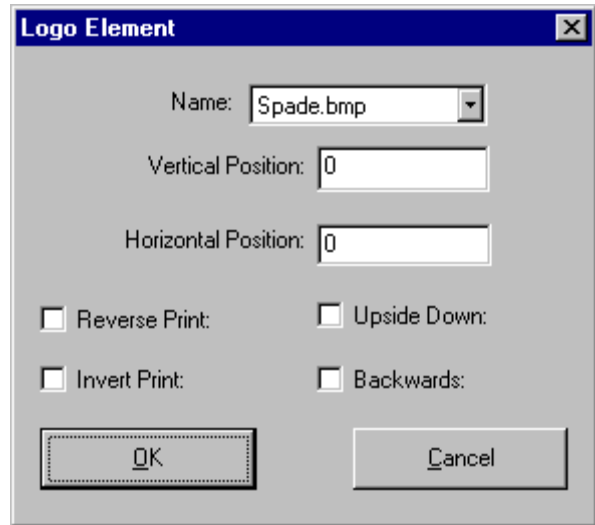 Logo Element
Name: Spade.bmp
Vertical Position: 0
Horizontal Position: 0
Reverse Print: Upside Down:
Invert Print: Backwards:
OK Cancel